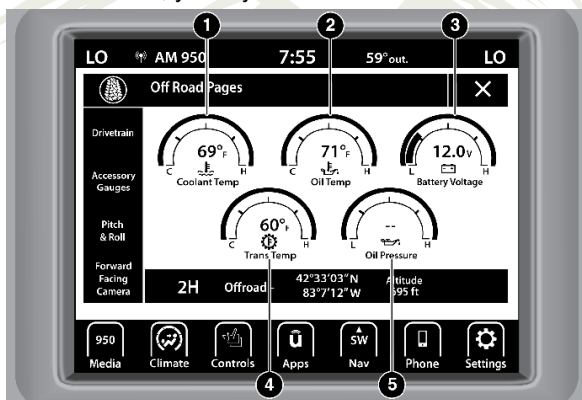 1 2 3
LO AM 950 7:55 59° out. LO
Off Road Pages
Drivetrain
Accessory
Gauges
Pitch
& Roll
Forward
Facing
Camera
69°F
C H
Coolant Temp
71°F
C H
Oil Temp
12.0v
L H
Battery Voltage
60°F
C H
Trans Temp
--
L H
Oil Pressure
2H Offroad+
42°33'03"N
83°7'12"W
Altitude
ft
950 û SW
Media Climate Controls Apps Nav Phone Settings
4 5